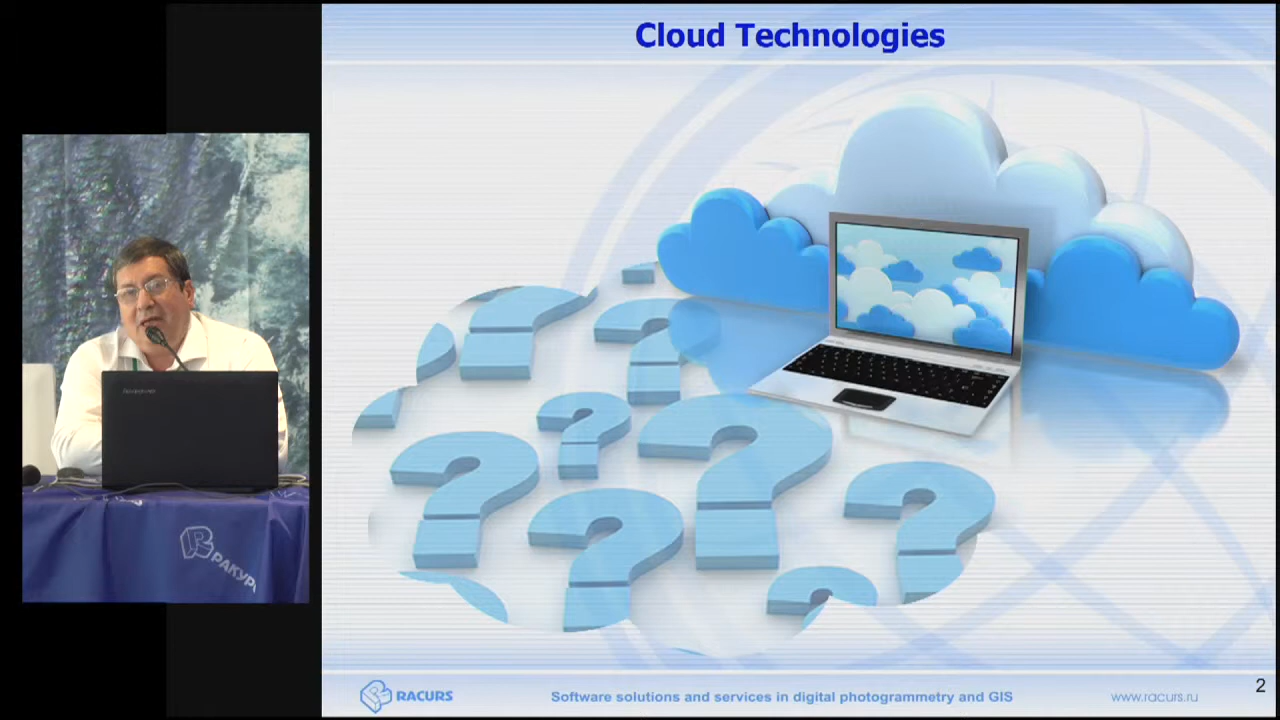 Cloud Technologies
РАКУРС
RACURS
Software solutions and services in digital photogrammetry and GIS
www.racurs.ru
2